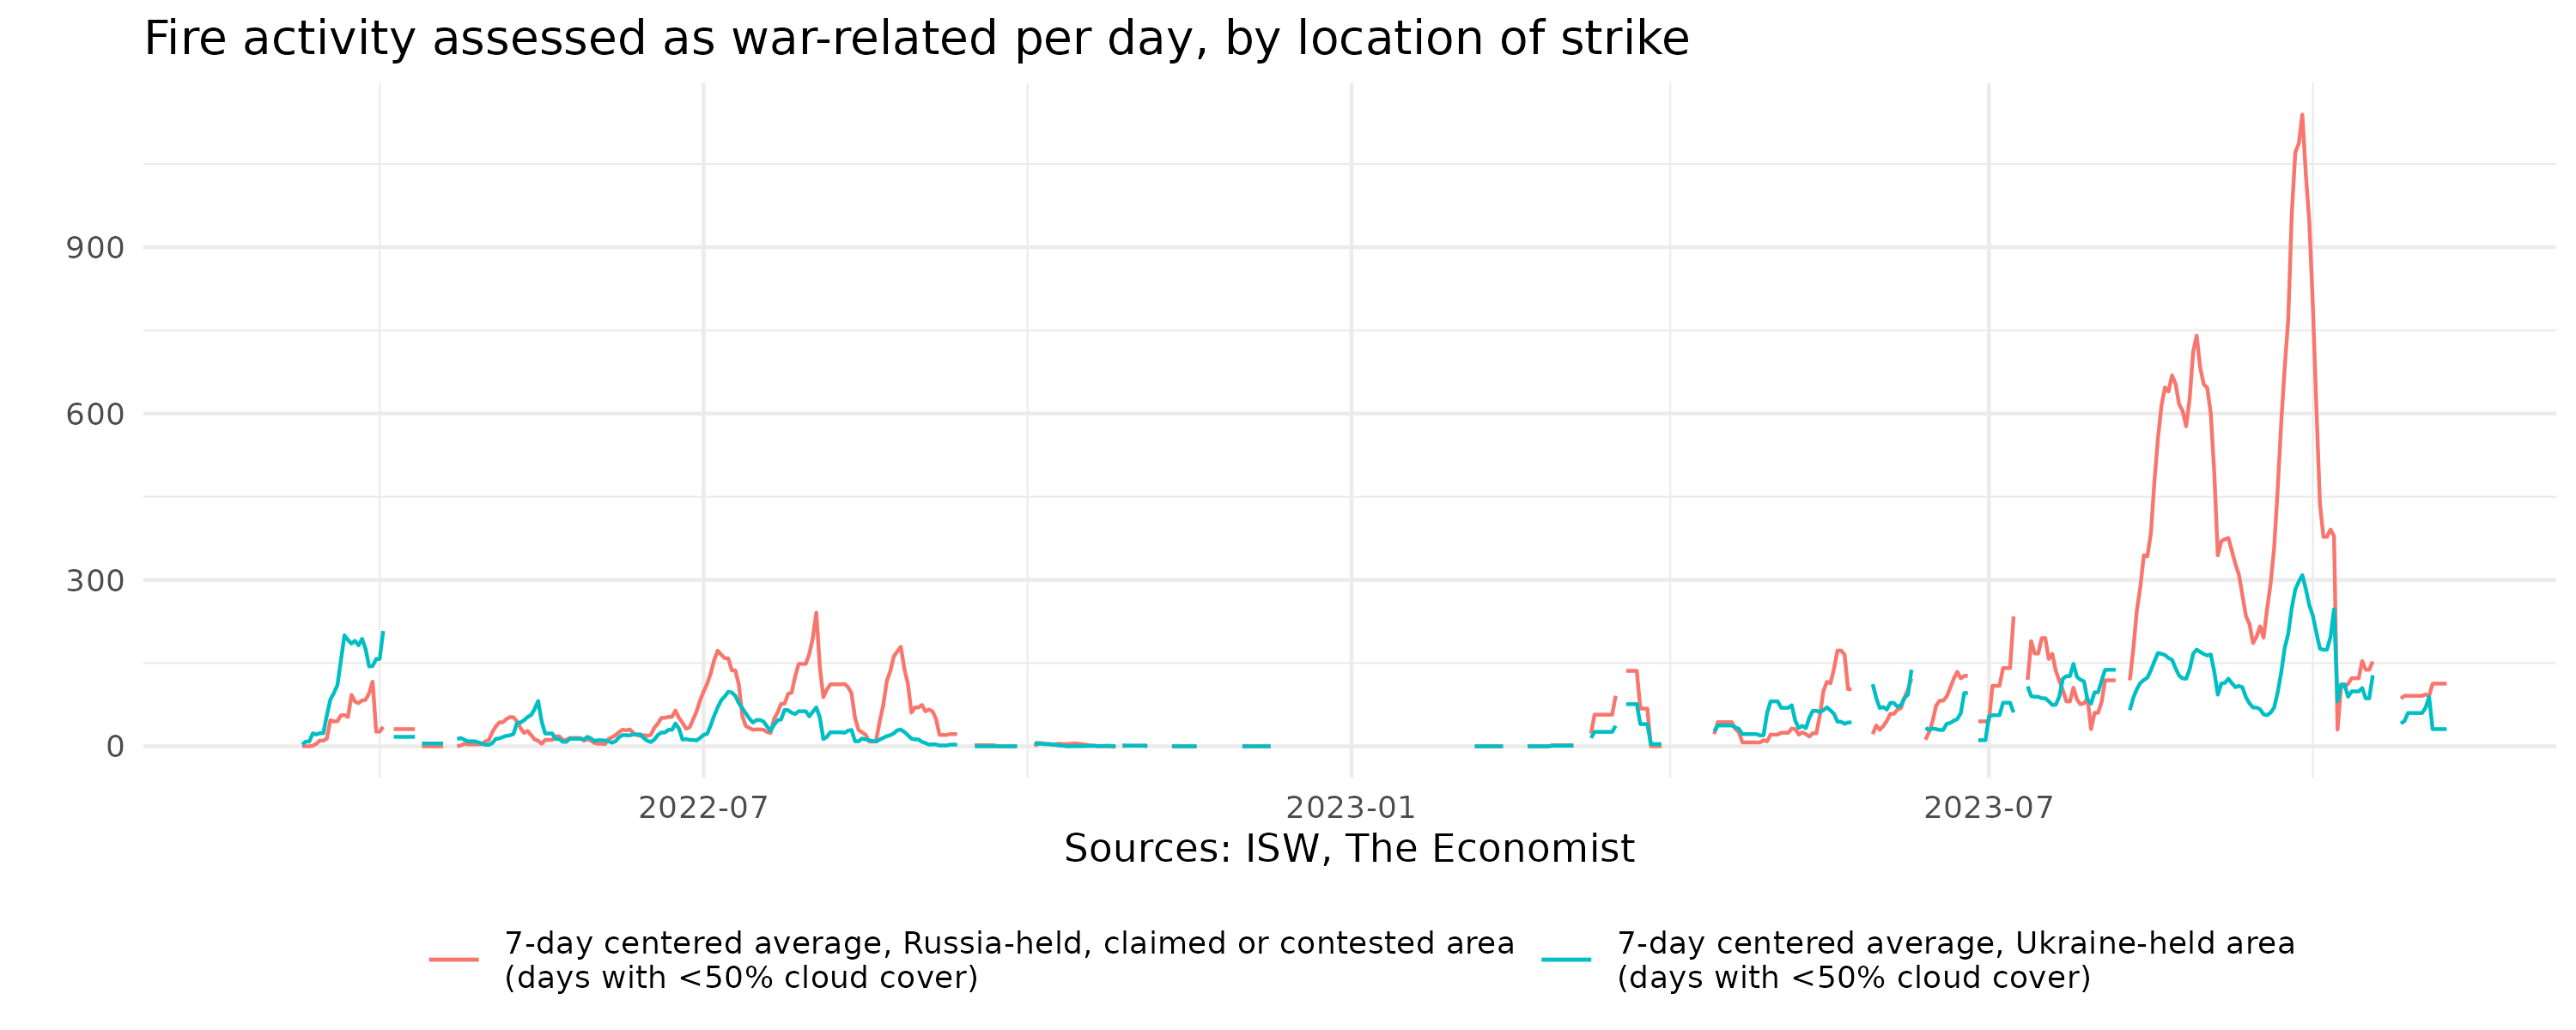 Fire activity assessed as war-related per day, by location of strike
900
600
300
0
2022-07
2023-01
2023-07
Sources: ISW, The Economist
7-day centered average, Russia-held, claimed or contested area
(days with <50% cloud cover)
7-day centered average, Ukraine-held area
(days with <50% cloud cover)